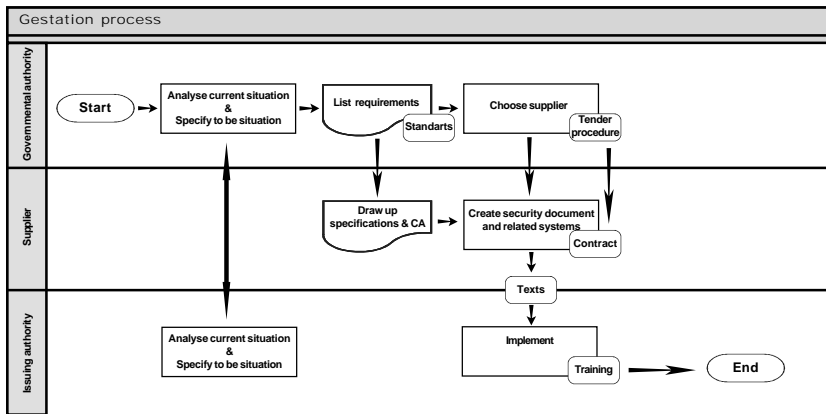 Gestation process
Governmental authority
Start
Analyse current situation
&
Specify to be situation
List requirements
Standarts
Choose supplier
Tender
procedure
Supplier
Draw up
specifications & CA
Create security document
and related systems
Contract
Texts
Issuing authority
Analyse current situation
&
Specify to be situation
Implement
Training
End